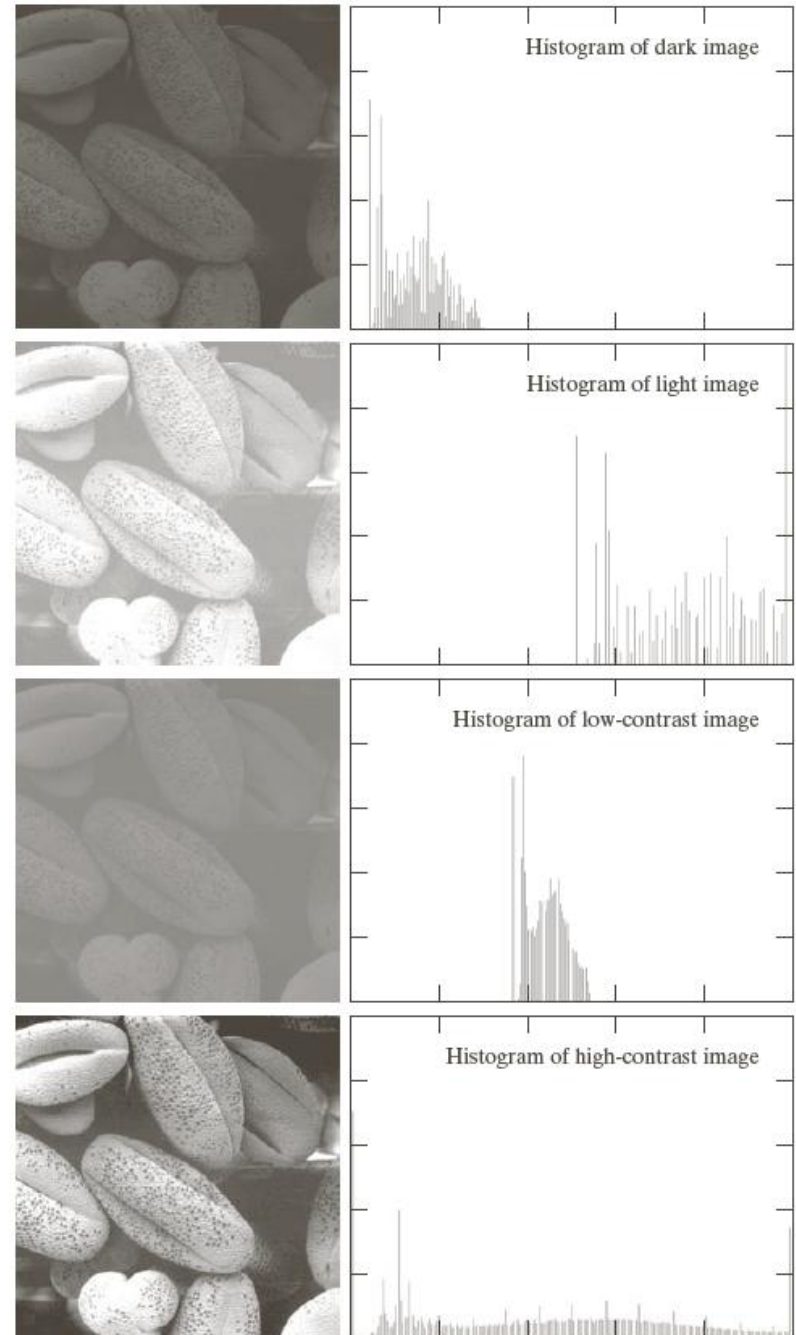 Histogram of dark image
Histogram of light image
Histogram of low-contrast image
Histogram of high-contrast image